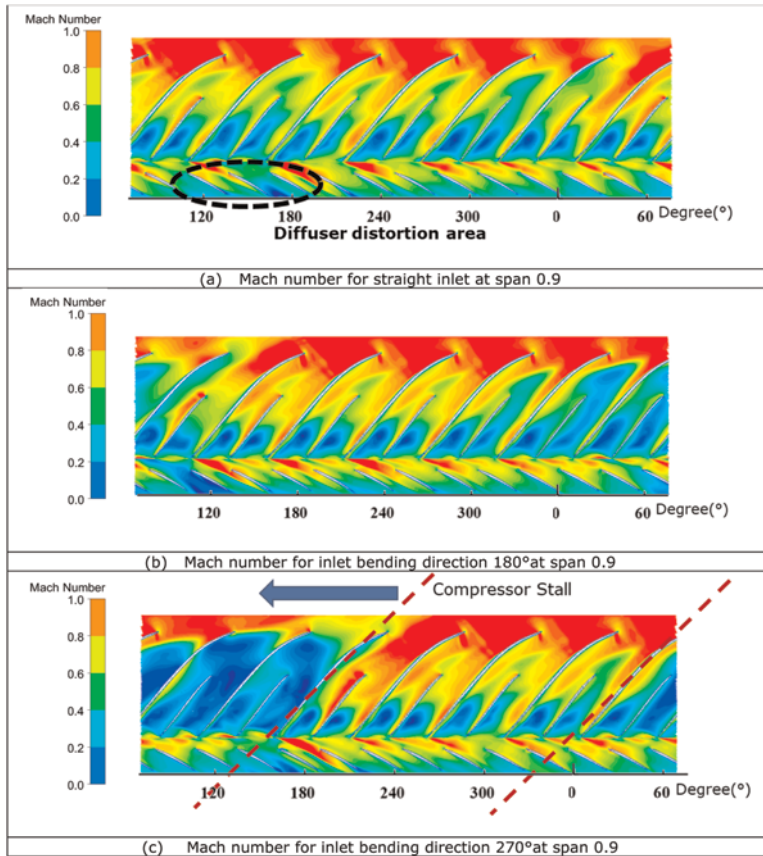 Mach Number
1.0
0.8
0.6
0.4
0.2
0.0
120 180 240 300 0 60 Degree(°)
Diffuser distortion area
(a) Mach number for straight inlet at span 0.9
Mach Number
1.0
0.8
0.6
0.4
0.2
0.0
120 180 240 300 0 60 Degree(°)
(b) Mach number for inlet bending direction 180°at span 0.9
Compressor Stall
Mach Number
1.0
0.8
0.6
0.4
0.2
0.0
120 180 240 300 0 60 Degree(°)
(c) Mach number for inlet bending direction 270°at span 0.9